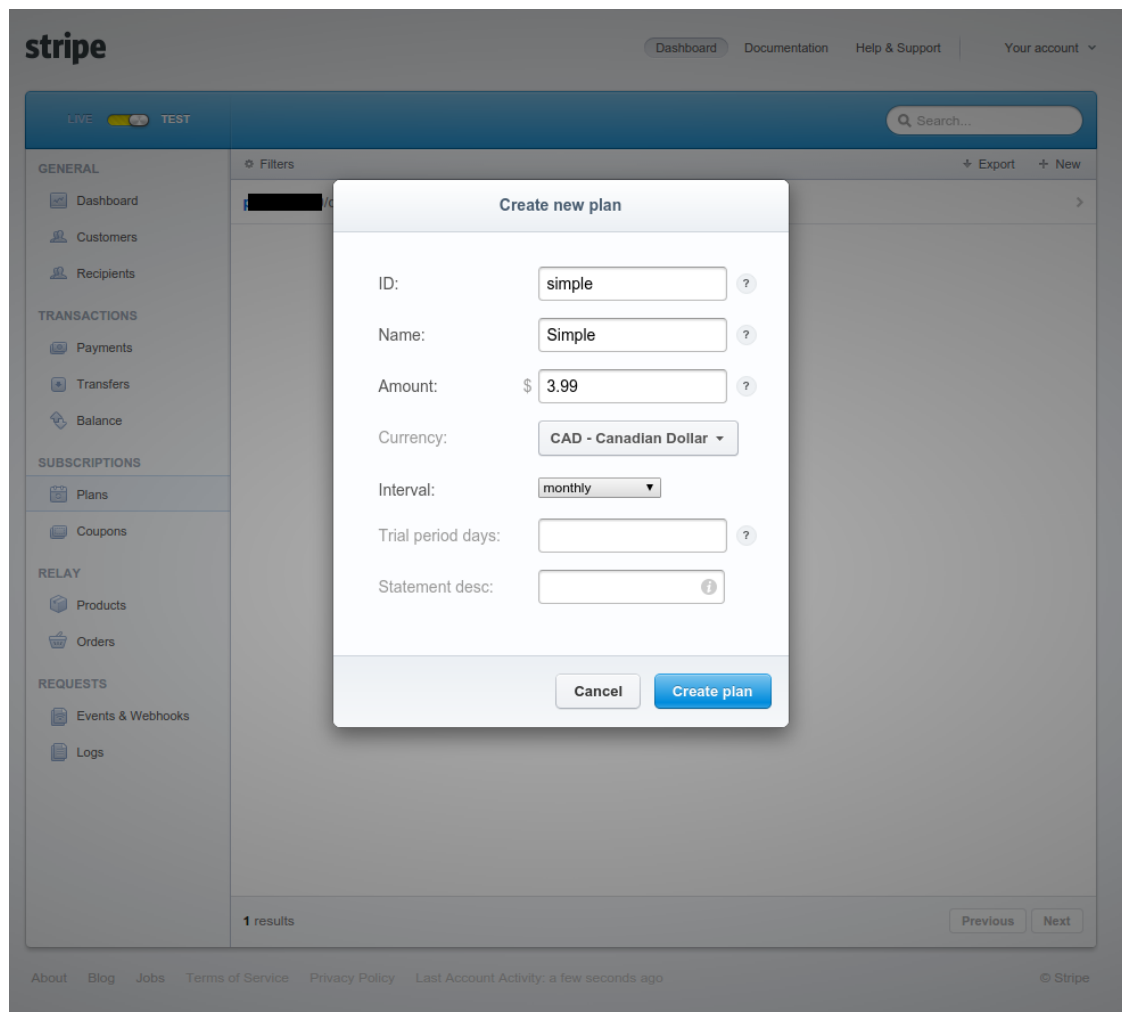 stripe
Dashboard Documentation Help & Support Your account
LIVE TEST
Search...
GENERAL
Dashboard
Customers
Recipients
TRANSACTIONS
Payments
Transfers
Balance
SUBSCRIPTIONS
Plans
Coupons
RELAY
Products
Orders
REQUESTS
Events & Webhooks
Logs
Filters Export New
Create new plan
ID: simple ?
Name: Simple ?
Amount: $ 3.99 ?
Currency: CAD - Canadian Dollar
Interval: monthly
Trial period days: ?
Statement desc: i
Cancel Create plan
1 results Previous Next
About Blog Jobs Terms of Service Privacy Policy Last Account Activity: a few seconds ago © Stripe